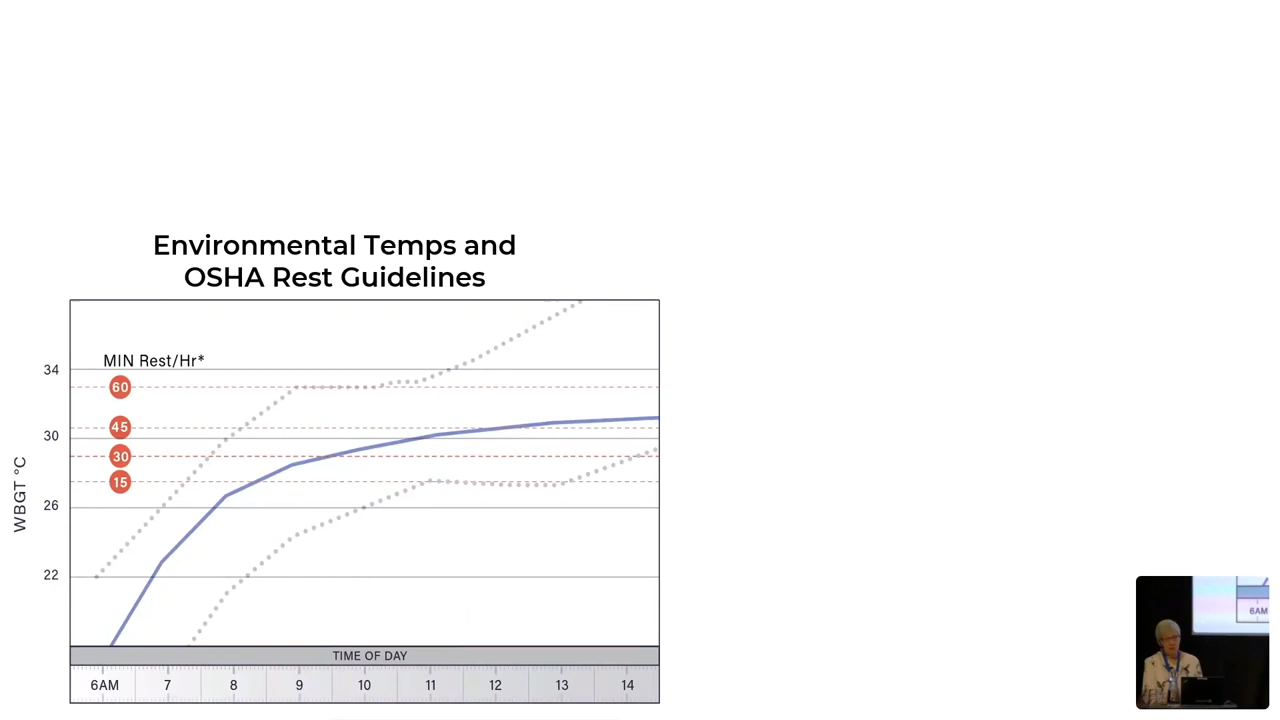 Environmental Temps and
OSHA Rest Guidelines
MIN Rest/Hr*
34
60
45
30
30
15
26
22
WBGT °C
TIME OF DAY
6AM 7 8 9 10 11 12 13 14
6AM